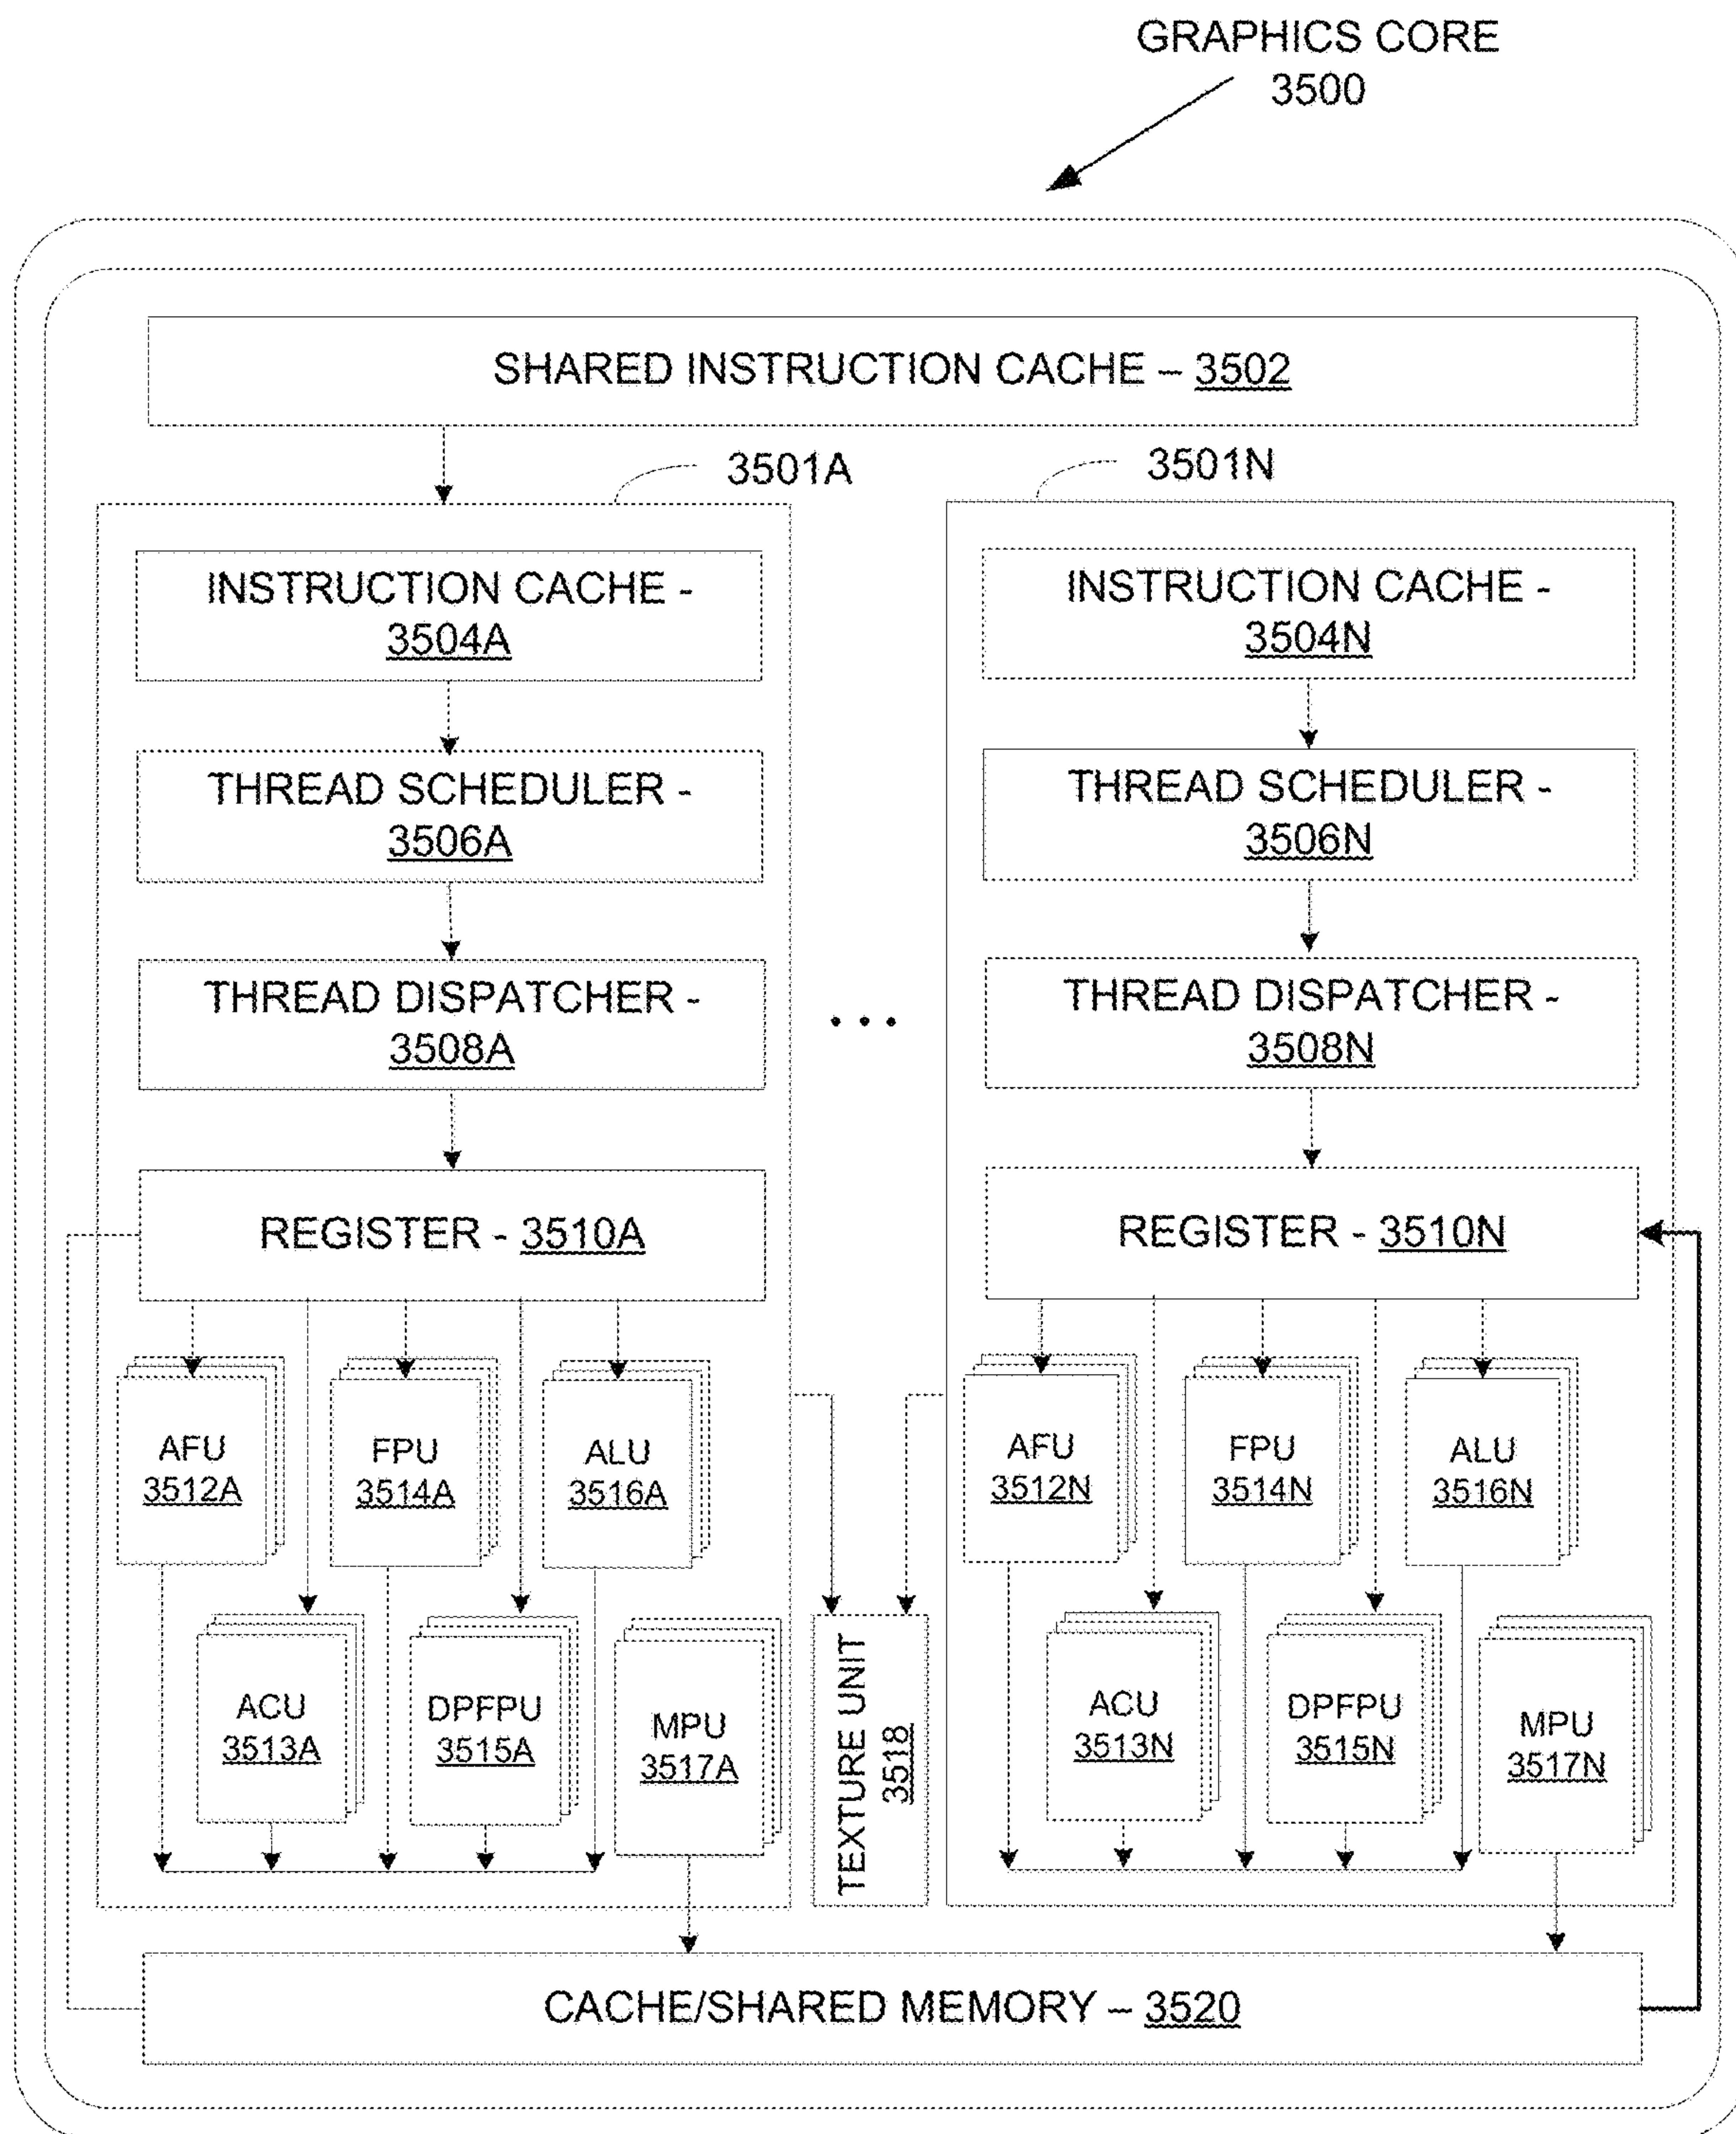 GRAPHICS CORE
3500
SHARED INSTRUCTION CACHE – 3502
3501A
3501N
INSTRUCTION CACHE -
3504A
THREAD SCHEDULER -
3506A
THREAD DISPATCHER -
3508A
REGISTER - 3510A
AFU
3512A
FPU
3514A
ALU
3516A
ACU
3513A
DPFPU
3515A
MPU
3517A
...
TEXTURE UNIT
3518
INSTRUCTION CACHE -
3504N
THREAD SCHEDULER -
3506N
THREAD DISPATCHER -
3508N
REGISTER - 3510N
AFU
3512N
FPU
3514N
ALU
3516N
ACU
3513N
DPFPU
3515N
MPU
3517N
CACHE/SHARED MEMORY – 3520